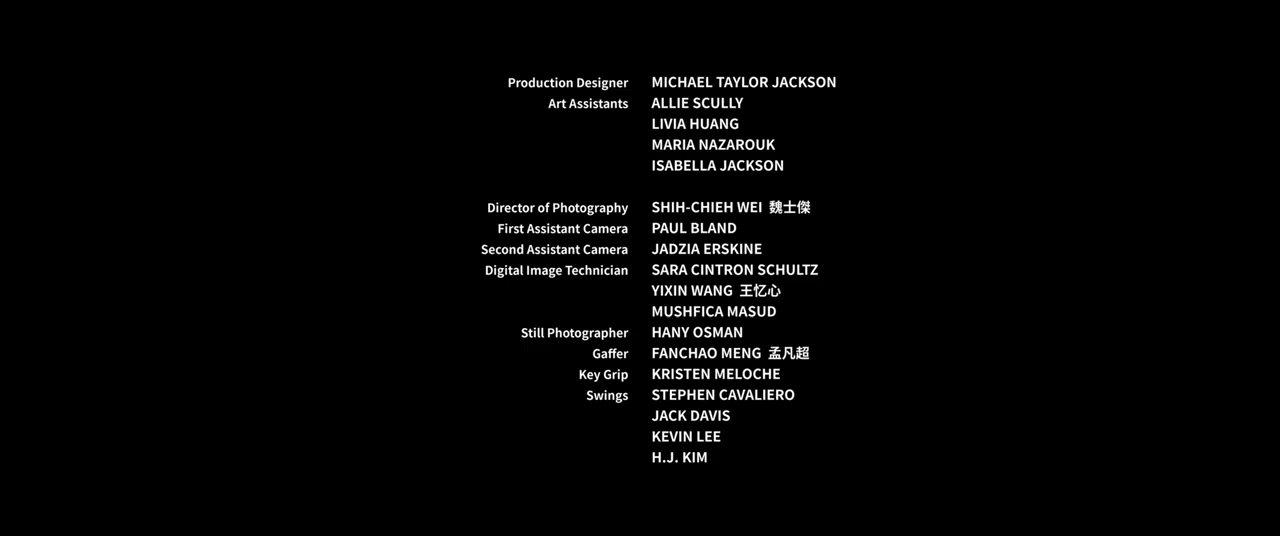 Production Designer MICHAEL TAYLOR JACKSON
Art Assistants ALLIE SCULLY
LIVIA HUANG
MARIA NAZAROUK
ISABELLA JACKSON
Director of Photography SHIH-CHIEH WEI 魏士傑
First Assistant Camera PAUL BLAND
Second Assistant Camera JADZIA ERSKINE
Digital Image Technician SARA CINTRON SCHULTZ
YIXIN WANG 王忆心
MUSHFICA MASUD
Still Photographer HANY OSMAN
Gaffer FANCHAO MENG 孟凡超
Key Grip KRISTEN MELOCHE
Swings STEPHEN CAVALIERO
JACK DAVIS
KEVIN LEE
H.J. KIM